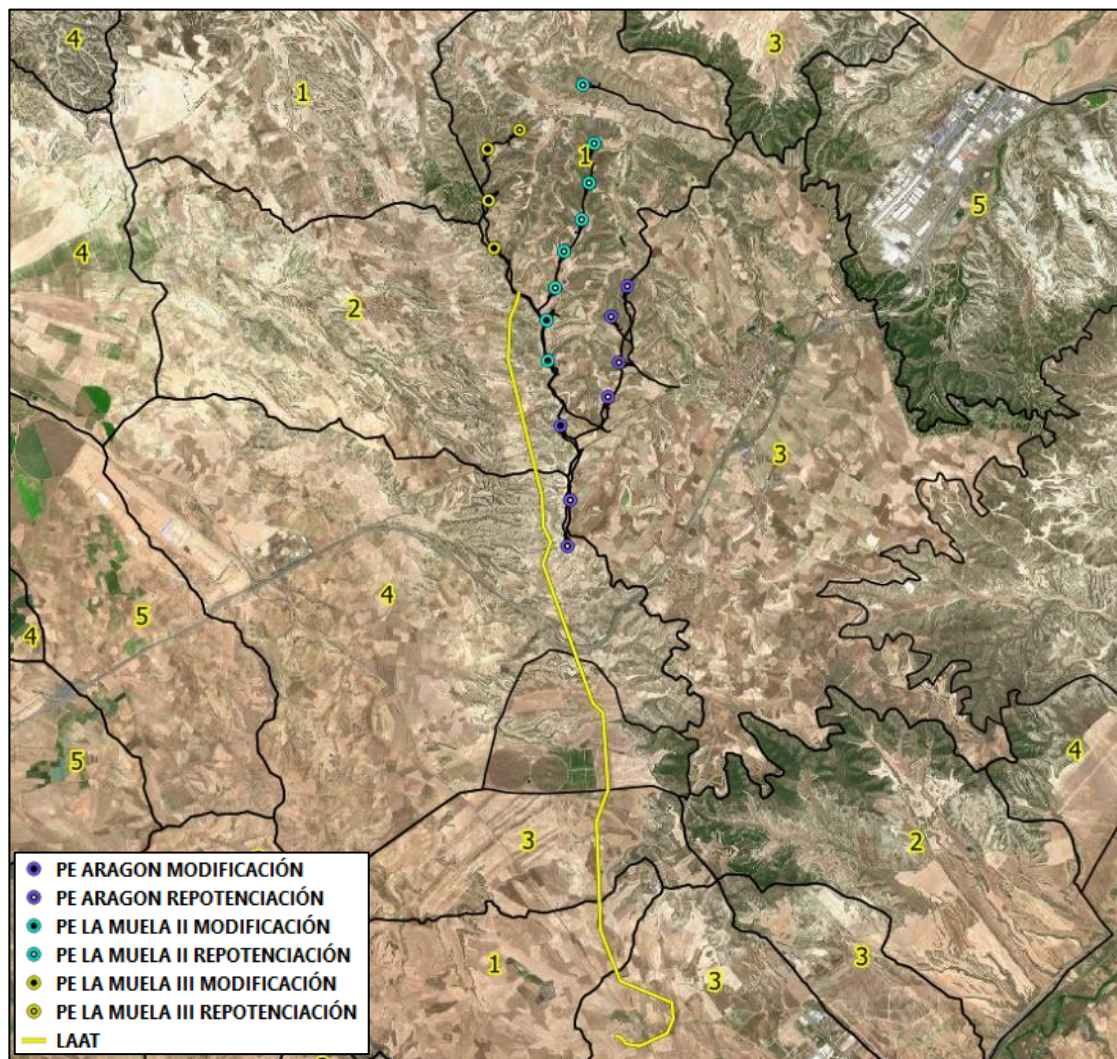 4
3
1
1
5
4
2
3
4
5
4
5
4
2
3
1
3
3
PE ARAGON MODIFICACIÓN
PE ARAGON REPOTENCIACIÓN
PE LA MUELA II MODIFICACIÓN
PE LA MUELA II REPOTENCIACIÓN
PE LA MUELA III MODIFICACIÓN
PE LA MUELA III REPOTENCIACIÓN
LAAT